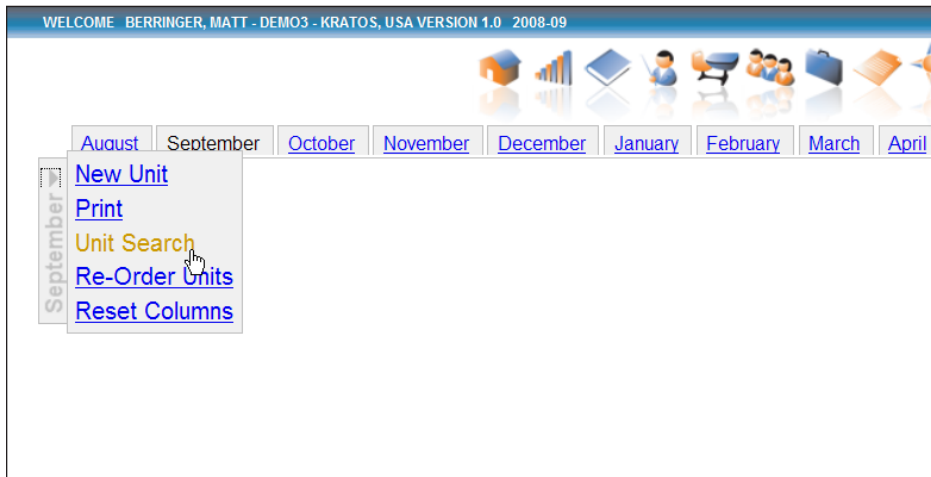 WELCOME BERRINGER, MATT - DEMO3 - KRATOS, USA VERSION 1.0 2008-09
August September October November December January February March April
September
New Unit
Print
Unit Search
Re-Order Units
Reset Columns